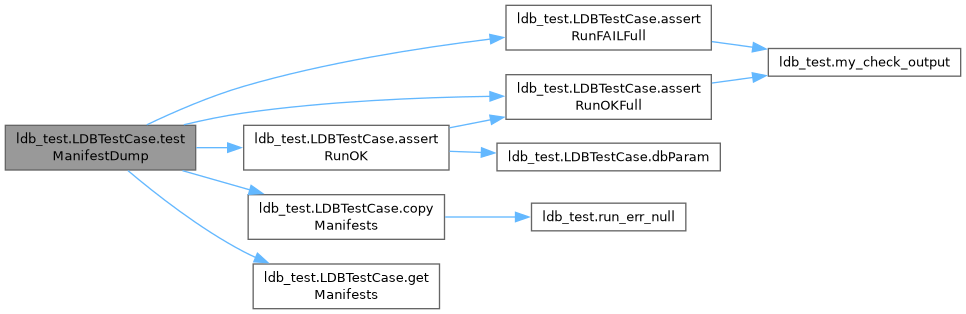 ldb_test.LDBTestCase.test
ManifestDump
ldb_test.LDBTestCase.assert
RunFAILFull
ldb_test.my_check_output
ldb_test.LDBTestCase.assert
RunOKFull
ldb_test.LDBTestCase.assert
RunOK
ldb_test.LDBTestCase.dbParam
ldb_test.LDBTestCase.copy
Manifests
ldb_test.run_err_null
ldb_test.LDBTestCase.get
Manifests